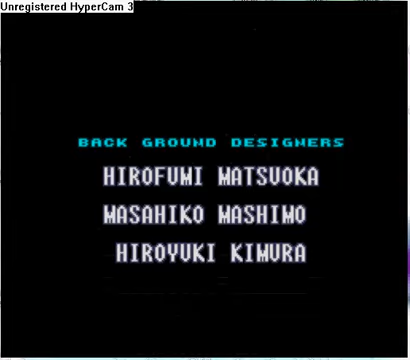 Unregistered HyperCam 3
BACK GROUND DESIGNERS
HIROFUMI MATSUOKA
MASAHIKO MASHIMO
HIROYUKI KIMURA